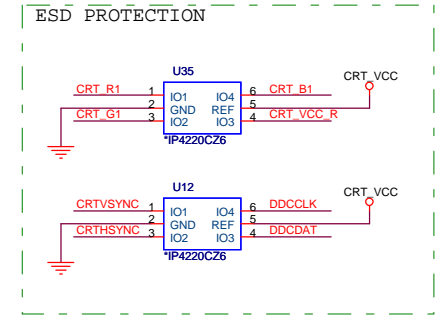 ESD PROTECTION
U35
CRT_VCC
CRT_R1 1 IO1 IO4 6 CRT_B1
2 GND REF 5
CRT_G1 3 IO2 IO3 4 CRT_VCC_R
*IP4220CZ6
U12
CRT_VCC
CRTVSYNC 1 IO1 IO4 6 DDCCLK
2 GND REF 5
CRTHSYNC 3 IO2 IO3 4 DDCDAT
*IP4220CZ6